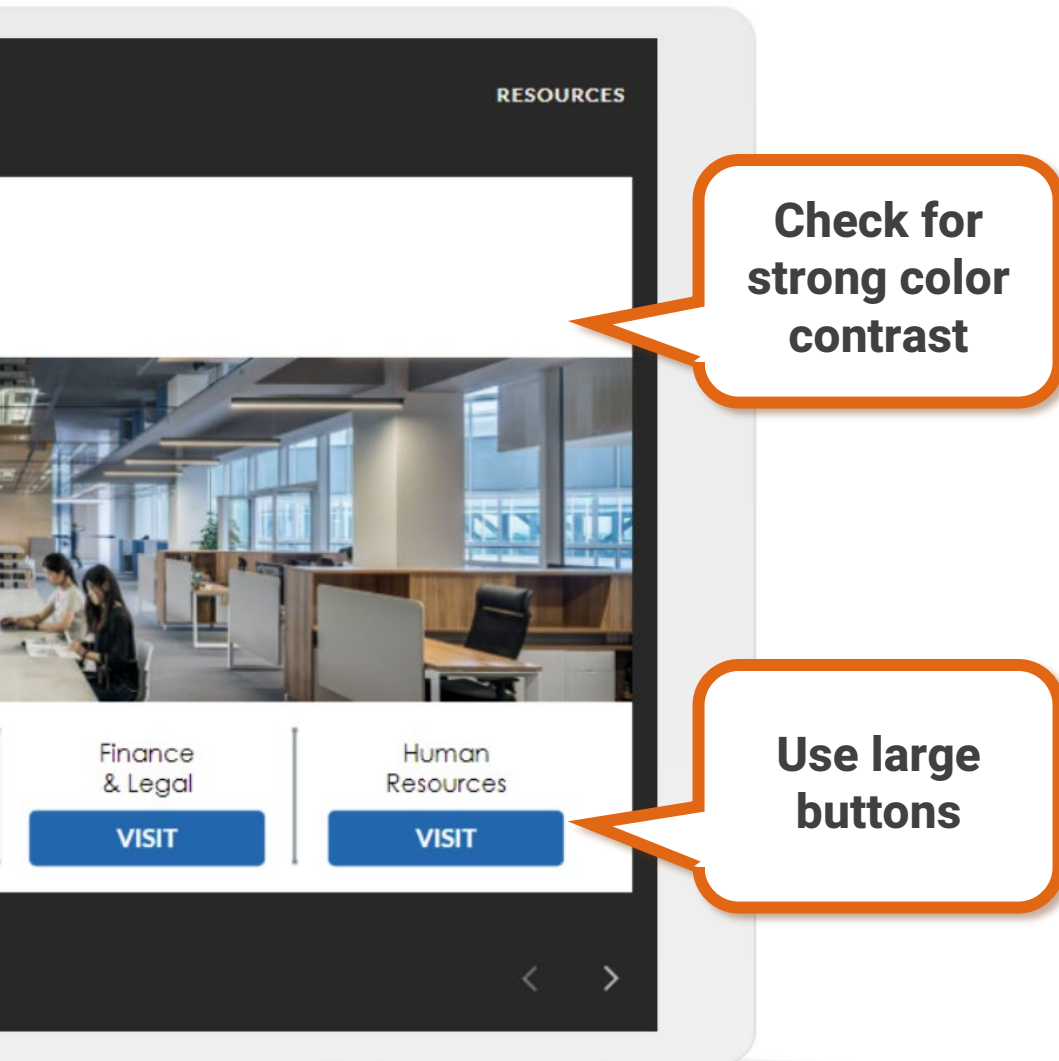 RESOURCES
Check for
strong color
contrast
Finance
& Legal
VISIT
Human
Resources
VISIT
Use large
buttons